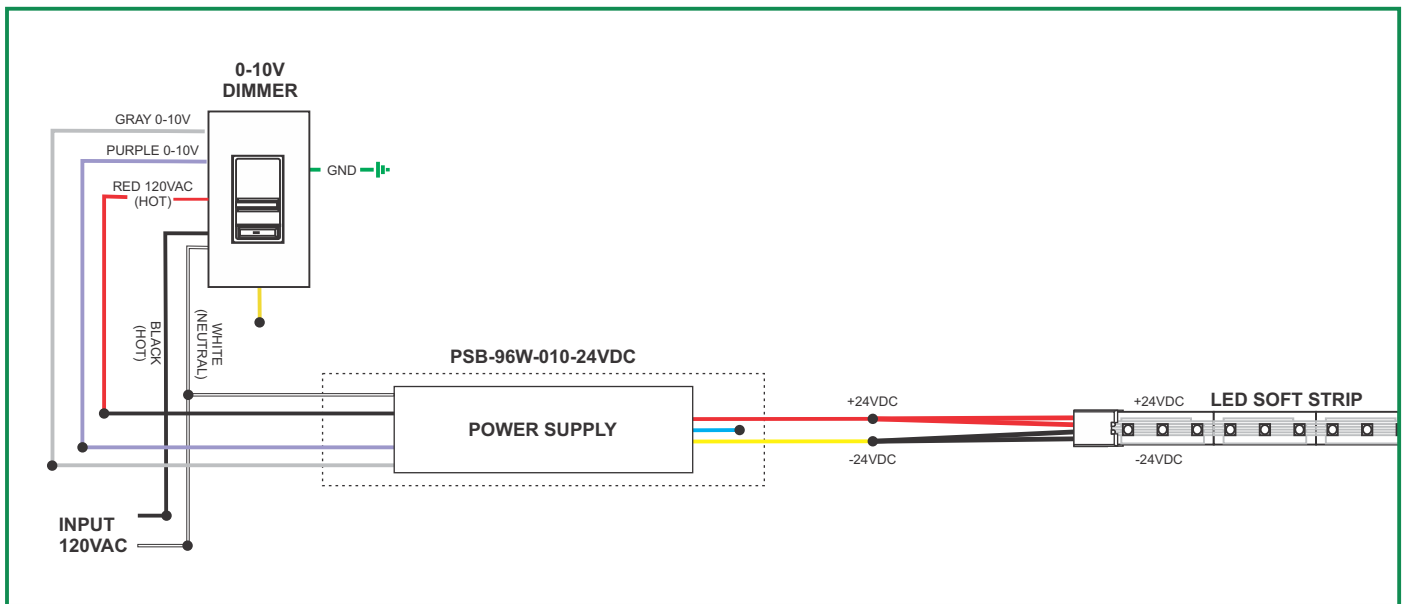 0-10V
DIMMER
GRAY 0-10V
PURPLE 0-10V
RED 120VAC
(HOT)
GND
BLACK
(HOT)
WHITE
(NEUTRAL)
PSB-96W-010-24VDC
POWER SUPPLY
+24VDC
-24VDC
+24VDC
LED SOFT STRIP
-24VDC
INPUT
120VAC